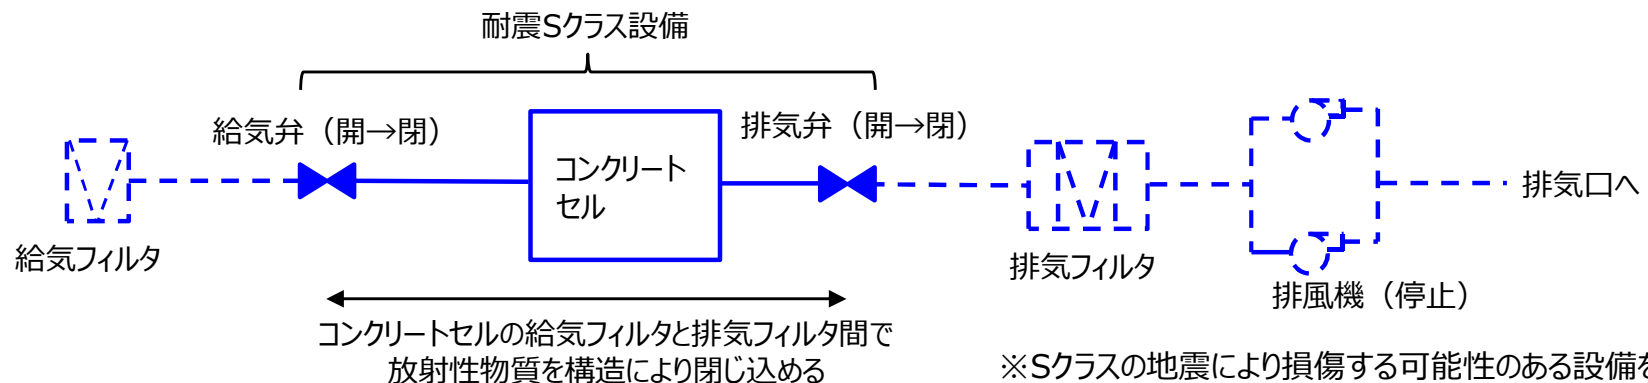 耐震Sクラス設備
給気弁（開→閉）
排気弁（開→閉）
コンクリート
セル
排気口へ
給気フィルタ
排気フィルタ
排風機（停止）
コンクリートセルの給気フィルタと排気フィルタ間で
放射性物質を構造により閉じ込める
※Sクラスの地震により損傷する可能性のある設備を